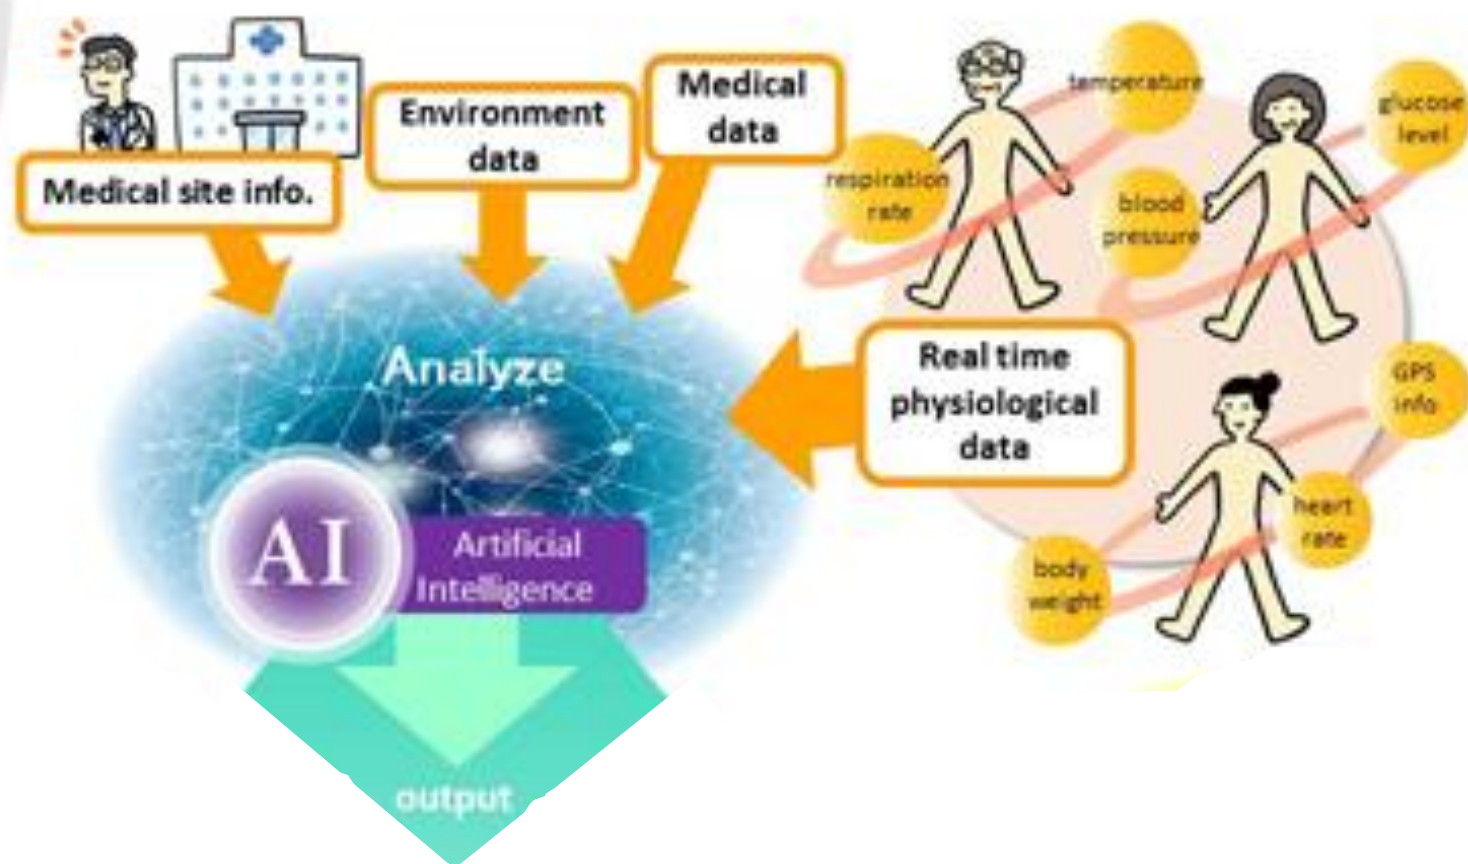 Medical site info.
Environment
data
Medical
data
temperature
glucose
level
respiration
rate
blood
pressure
Analyze
Real time
physiological
data
GPS
info
heart
rate
body
weight
AI
Artificial
Intelligence
output